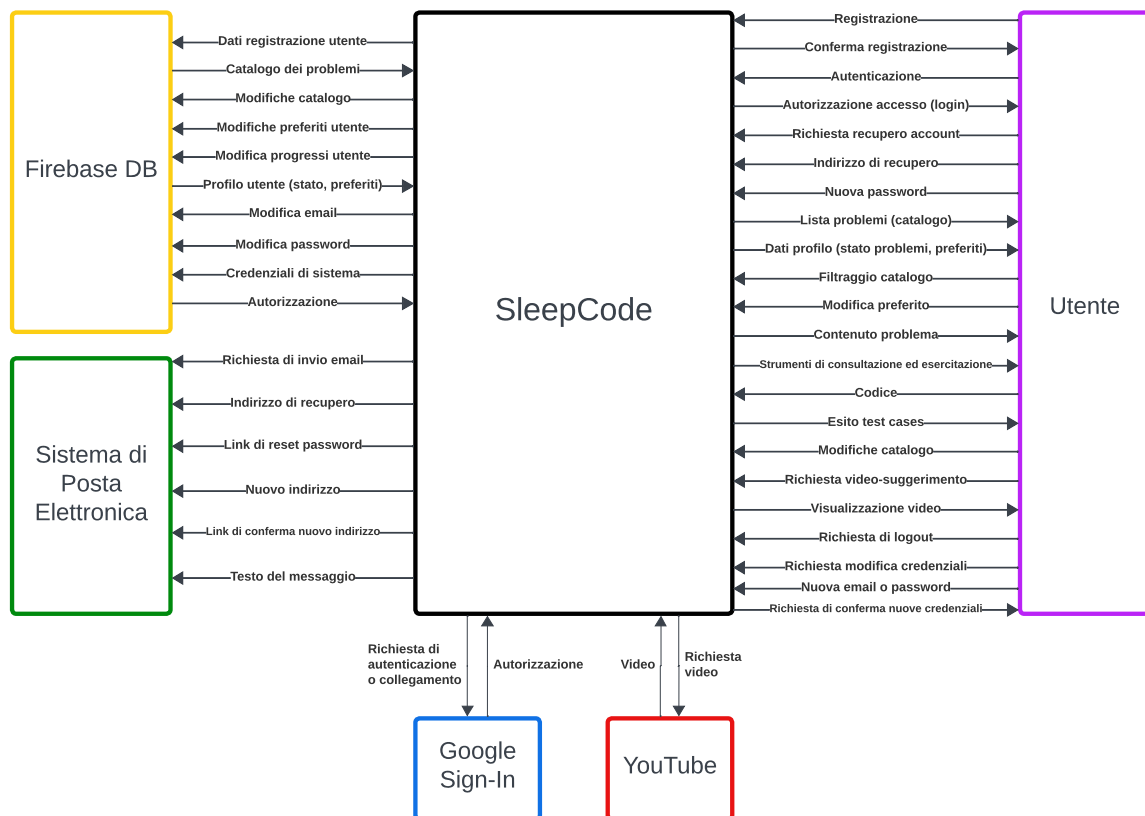 Firebase DB
Dati registrazione utente
Catalogo dei problemi
Modifiche catalogo
Modifiche preferiti utente
Modifica progressi utente
Profilo utente (stato, preferiti)
Modifica email
Modifica password
Credenziali di sistema
Autorizzazione
Sistema di
Posta
Elettronica
Richiesta di invio email
Indirizzo di recupero
Link di reset password
Nuovo indirizzo
Link di conferma nuovo indirizzo
Testo del messaggio
SleepCode
Registrazione
Conferma registrazione
Autenticazione
Autorizzazione accesso (login)
Richiesta recupero account
Indirizzo di recupero
Nuova password
Lista problemi (catalogo)
Dati profilo (stato problemi, preferiti)
Filtraggio catalogo
Modifica preferito
Contenuto problema
Strumenti di consultazione ed esercitazione
Codice
Esito test cases
Modifiche catalogo
Richiesta video-suggerimento
Visualizzazione video
Richiesta di logout
Richiesta modifica credenziali
Nuova email o password
Richiesta di conferma nuove credenziali
Utente
Richiesta di
autenticazione
o collegamento
Autorizzazione
Video
Richiesta
video
Google
Sign-In
YouTube